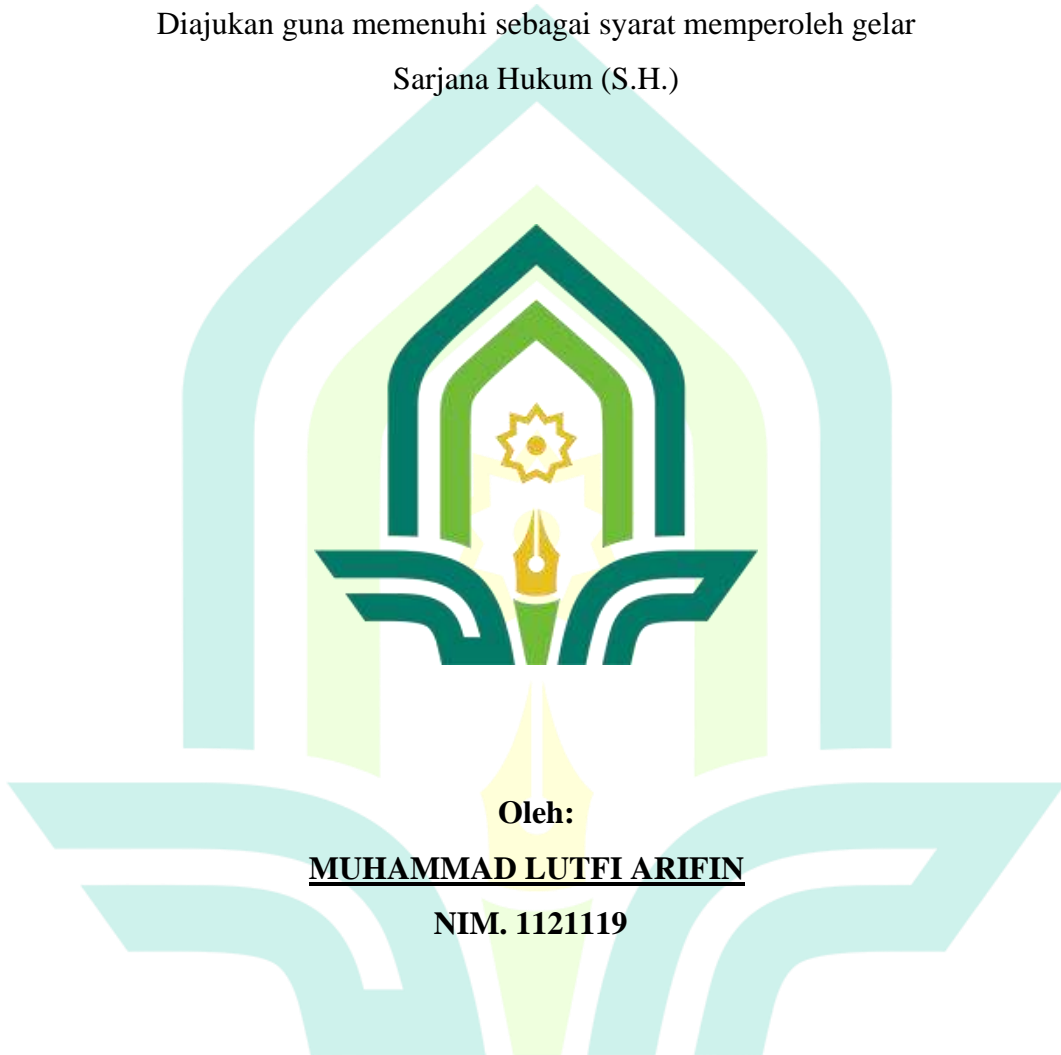 Diajukan guna memenuhi sebagai syarat memperoleh gelar
Sarjana Hukum (S.H.)
Oleh:
MUHAMMAD LUTFI ARIFIN
NIM. 1121119